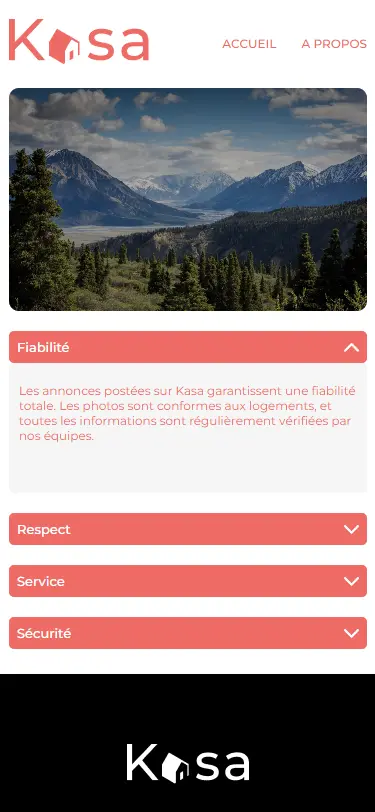 Kasa
ACCUEIL
A PROPOS
Fiabilité
Les annonces postées sur Kasa garantissent une fiabilité
totale. Les photos sont conformes aux logements, et
toutes les informations sont régulièrement vérifiées par
nos équipes.
Respect
Service
Sécurité
Kasa